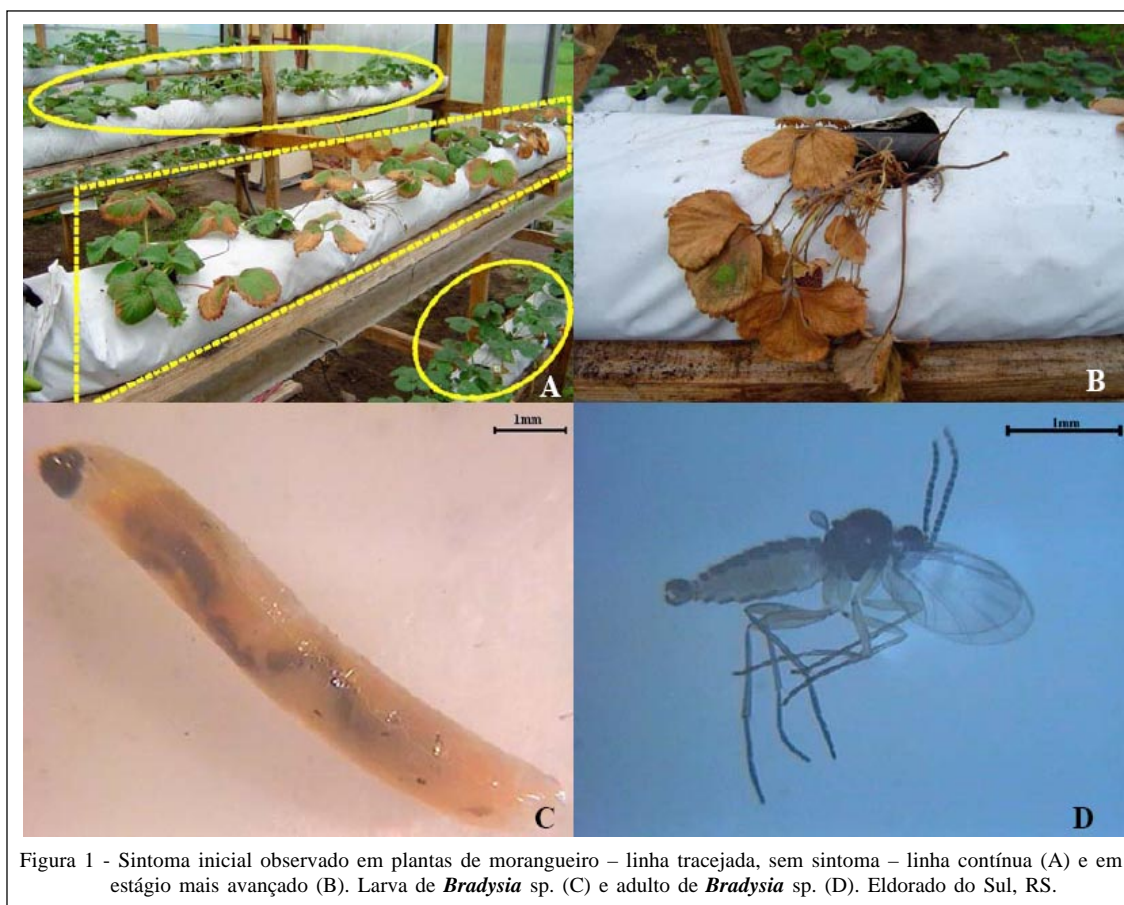 A
B
1mm
1mm
C
D
Figura 1 - Sintoma inicial observado em plantas de morangueiro – linha tracejada, sem sintoma – linha contínua (A) e em
estágio mais avançado (B). Larva de Bradysia sp. (C) e adulto de Bradysia sp. (D). Eldorado do Sul, RS.